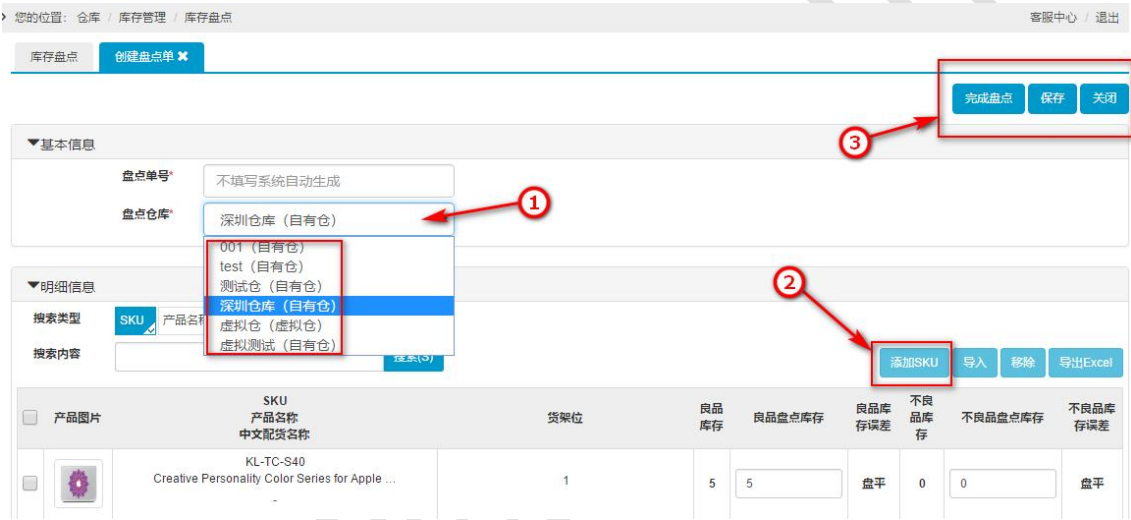 您的位置: 仓库 / 库存管理 / 库存盘点
客服中心 / 退出
库存盘点
创建盘点单 ✖
完成盘点
保存
关闭
3
基本信息
盘点单号*
不填写系统自动生成
盘点仓库*
深圳仓库（自有仓）
1
001（自有仓）
test（自有仓）
测试仓（自有仓）
深圳仓库（自有仓）
虚拟仓（虚拟仓）
虚拟测试（自有仓）
2
明细信息
搜索类型
SKU
产品名
搜索内容
搜索(S)
添加SKU
导入
移除
导出Excel
产品图片
SKU
产品名称
中文配货名称
货架位
良品
库存
良品盘点库存
良品库
存误差
不良
品库
存
不良品盘点库存
不良品库
存误差
KL-TC-S40
Creative Personality Color Series for Apple ...
-
1
5
5
盘平
0
0
盘平